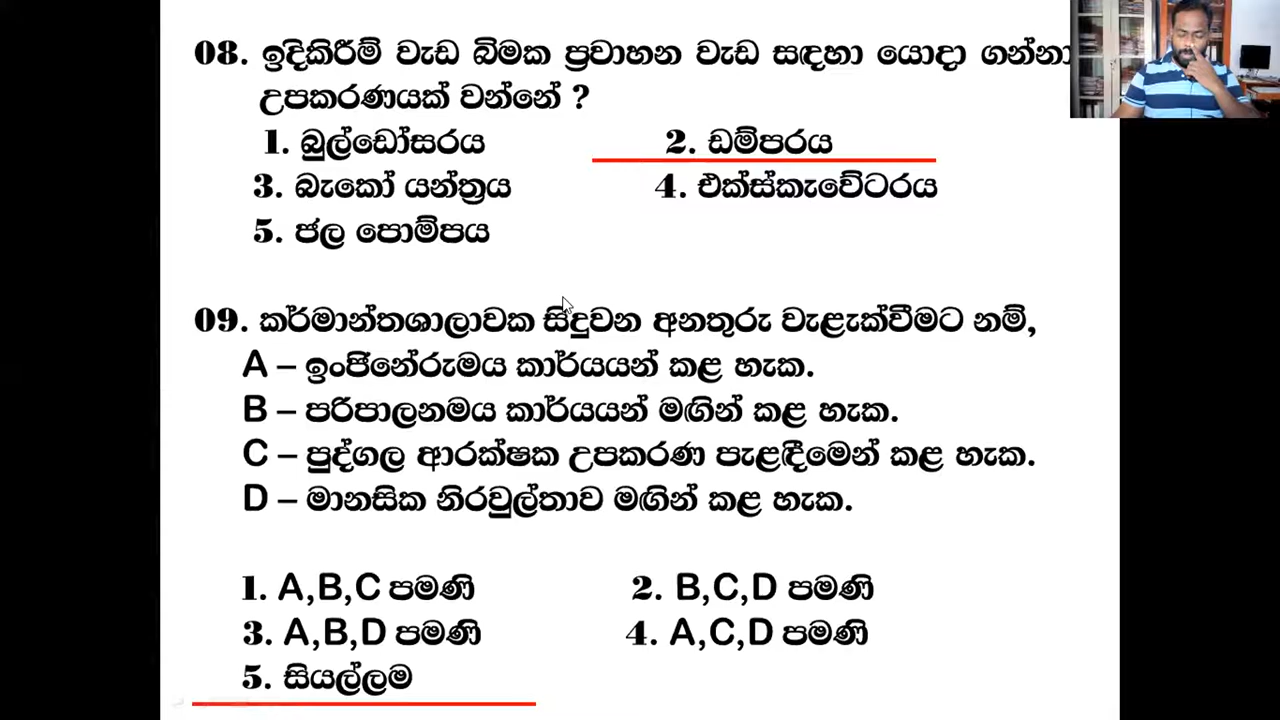 08. ඉදිකිරීම් වැඩ බිමක ප්‍රවාහන වැඩ සඳහා යොදා ගන්නා
උපකරණයක් වන්නේ ?
1. බුල්ඩෝසරය 2. ඩම්පරය
3. බැකෝ යන්ත්‍රය 4. එක්ස්කැවේටරය
5. ජල පොම්පය
09. කර්මාන්තශාලාවක සිදුවන අනතුරු වැළැක්වීමට නම්,
A – ඉංජිනේරුමය කාර්යයන් කළ හැක.
B – පරිපාලනමය කාර්යයන් මඟින් කළ හැක.
C – පුද්ගල ආරක්ෂක උපකරණ පැළඳීමෙන් කළ හැක.
D – මානසික නිරවුල්තාව මඟින් කළ හැක.
1. A,B,C පමණි 2. B,C,D පමණි
3. A,B,D පමණි 4. A,C,D පමණි
5. සියල්ලම